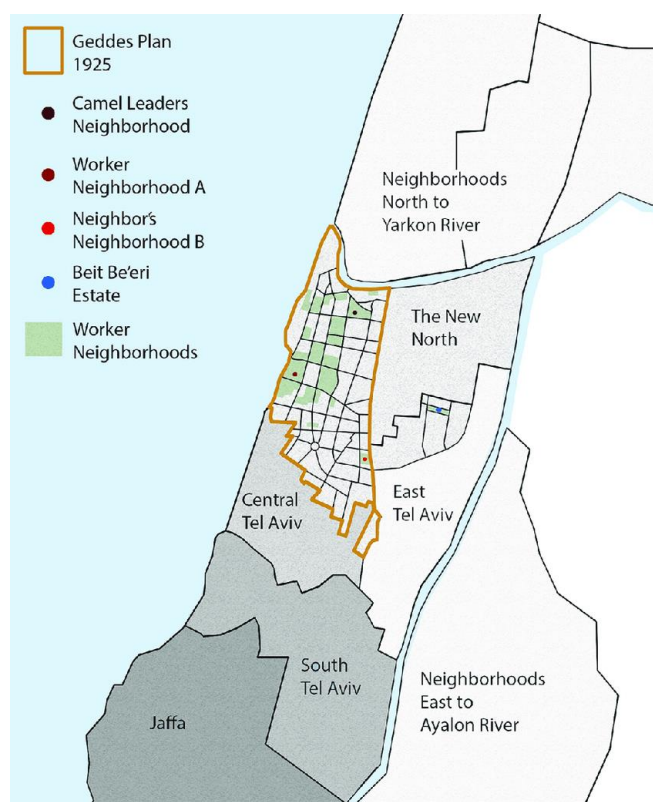 Geddes Plan
1925
Camel Leaders
Neighborhood
Worker
Neighborhood A
Neighbor's
Neighborhood B
Beit Be'eri
Estate
Worker
Neighborhoods
Neighborhoods
North to
Yarkon River
The New
North
Central
Tel Aviv
East
Tel Aviv
South
Tel Aviv
Neighborhoods
East to
Ayalon River
Jaffa